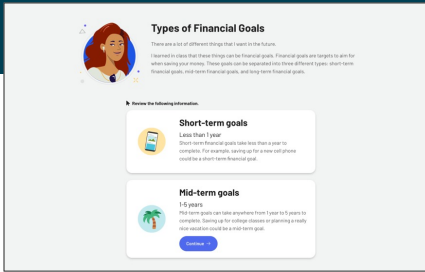 Types of Financial Goals
There are a lot of different things that I want in the future.
I learned in class that these things can be financial goals. Financial goals are targets to aim for
when saving your money. These goals can be separated into three different types: short-term
financial goals, mid-term financial goals, and long-term financial goals.
Review the following information.
Short-term goals
Less than 1 year
Short-term financial goals take less than a year to
complete. For example, saving up for a new cell phone
could be a short-term financial goal.
Mid-term goals
1-5 years
Mid-term goals can take anywhere from 1 year to 5 years to
complete. Saving up for college classes or planning a really
nice vacation could be a mid-term goal.
Continue →